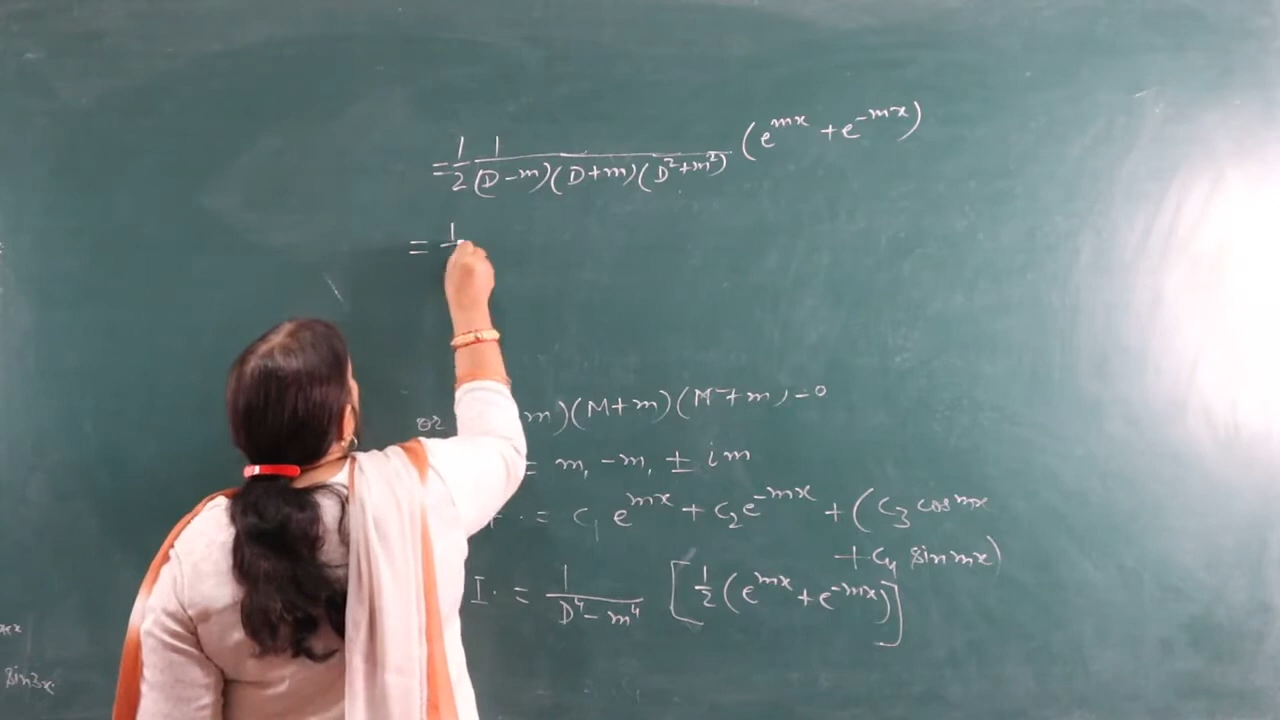 = 1/2 1/((D-m)(D+m)(D²+m²)) (e^{mx} + e^{-mx})
= 1
or m)(M+m)(M²+m²)=0
= m, -m, ± im
F. = C₁ e^{mx} + C₂ e^{-mx} + (C₃ cos mx
+ C₄ sin mx)
I. = 1/(D⁴-m⁴) [1/2 (e^{mx} + e^{-mx})]
sin3x.